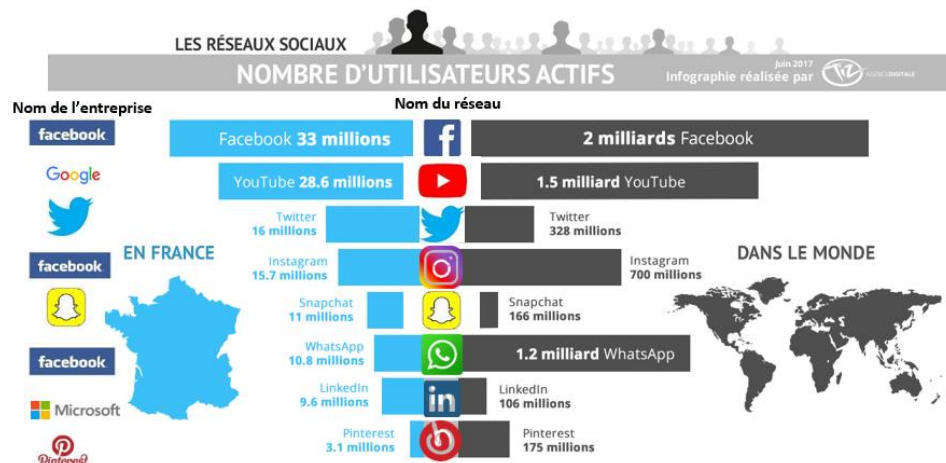 LES RÉSEAUX SOCIAUX
NOMBRE D'UTILISATEURS ACTIFS
Juin 2017
Infographie réalisée par
AGENCE DIGITALE
Nom de l'entreprise
Nom du réseau
facebook
Facebook 33 millions
f
2 milliards Facebook
Google
YouTube 28.6 millions
1.5 milliard YouTube
Twitter
16 millions
Twitter
328 millions
EN FRANCE
DANS LE MONDE
facebook
Instagram
15.7 millions
Instagram
700 millions
Snapchat
11 millions
Snapchat
166 millions
facebook
WhatsApp
10.8 millions
1.2 milliard WhatsApp
Microsoft
LinkedIn
9.6 millions
in
LinkedIn
106 millions
Pinterest
Pinterest
3.1 millions
Pinterest
175 millions